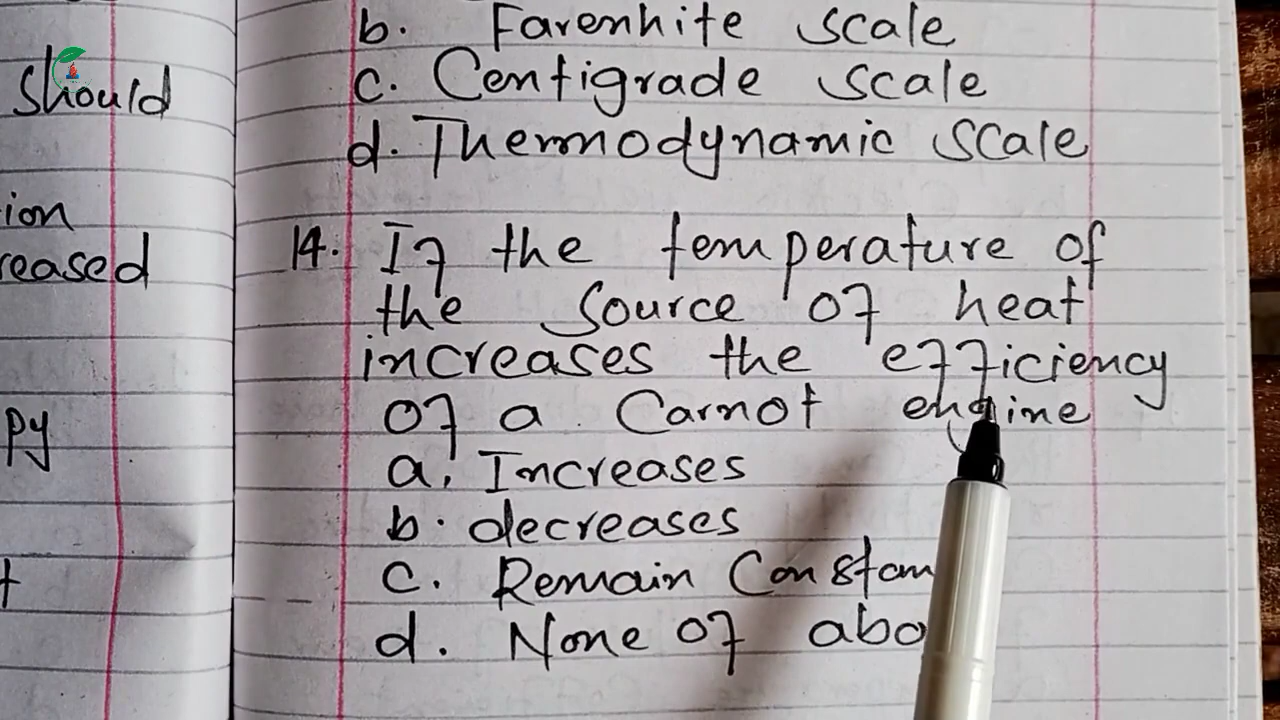 Should
ion
reased
py
t
b. Farenhite scale
c. Centigrade scale
d. Thermodynamic scale
14. If the temperature of
the source of heat
increases the efficiency
of a Carnot engine
a. Increases
b. decreases
c. Remain Constan
d. None of abo